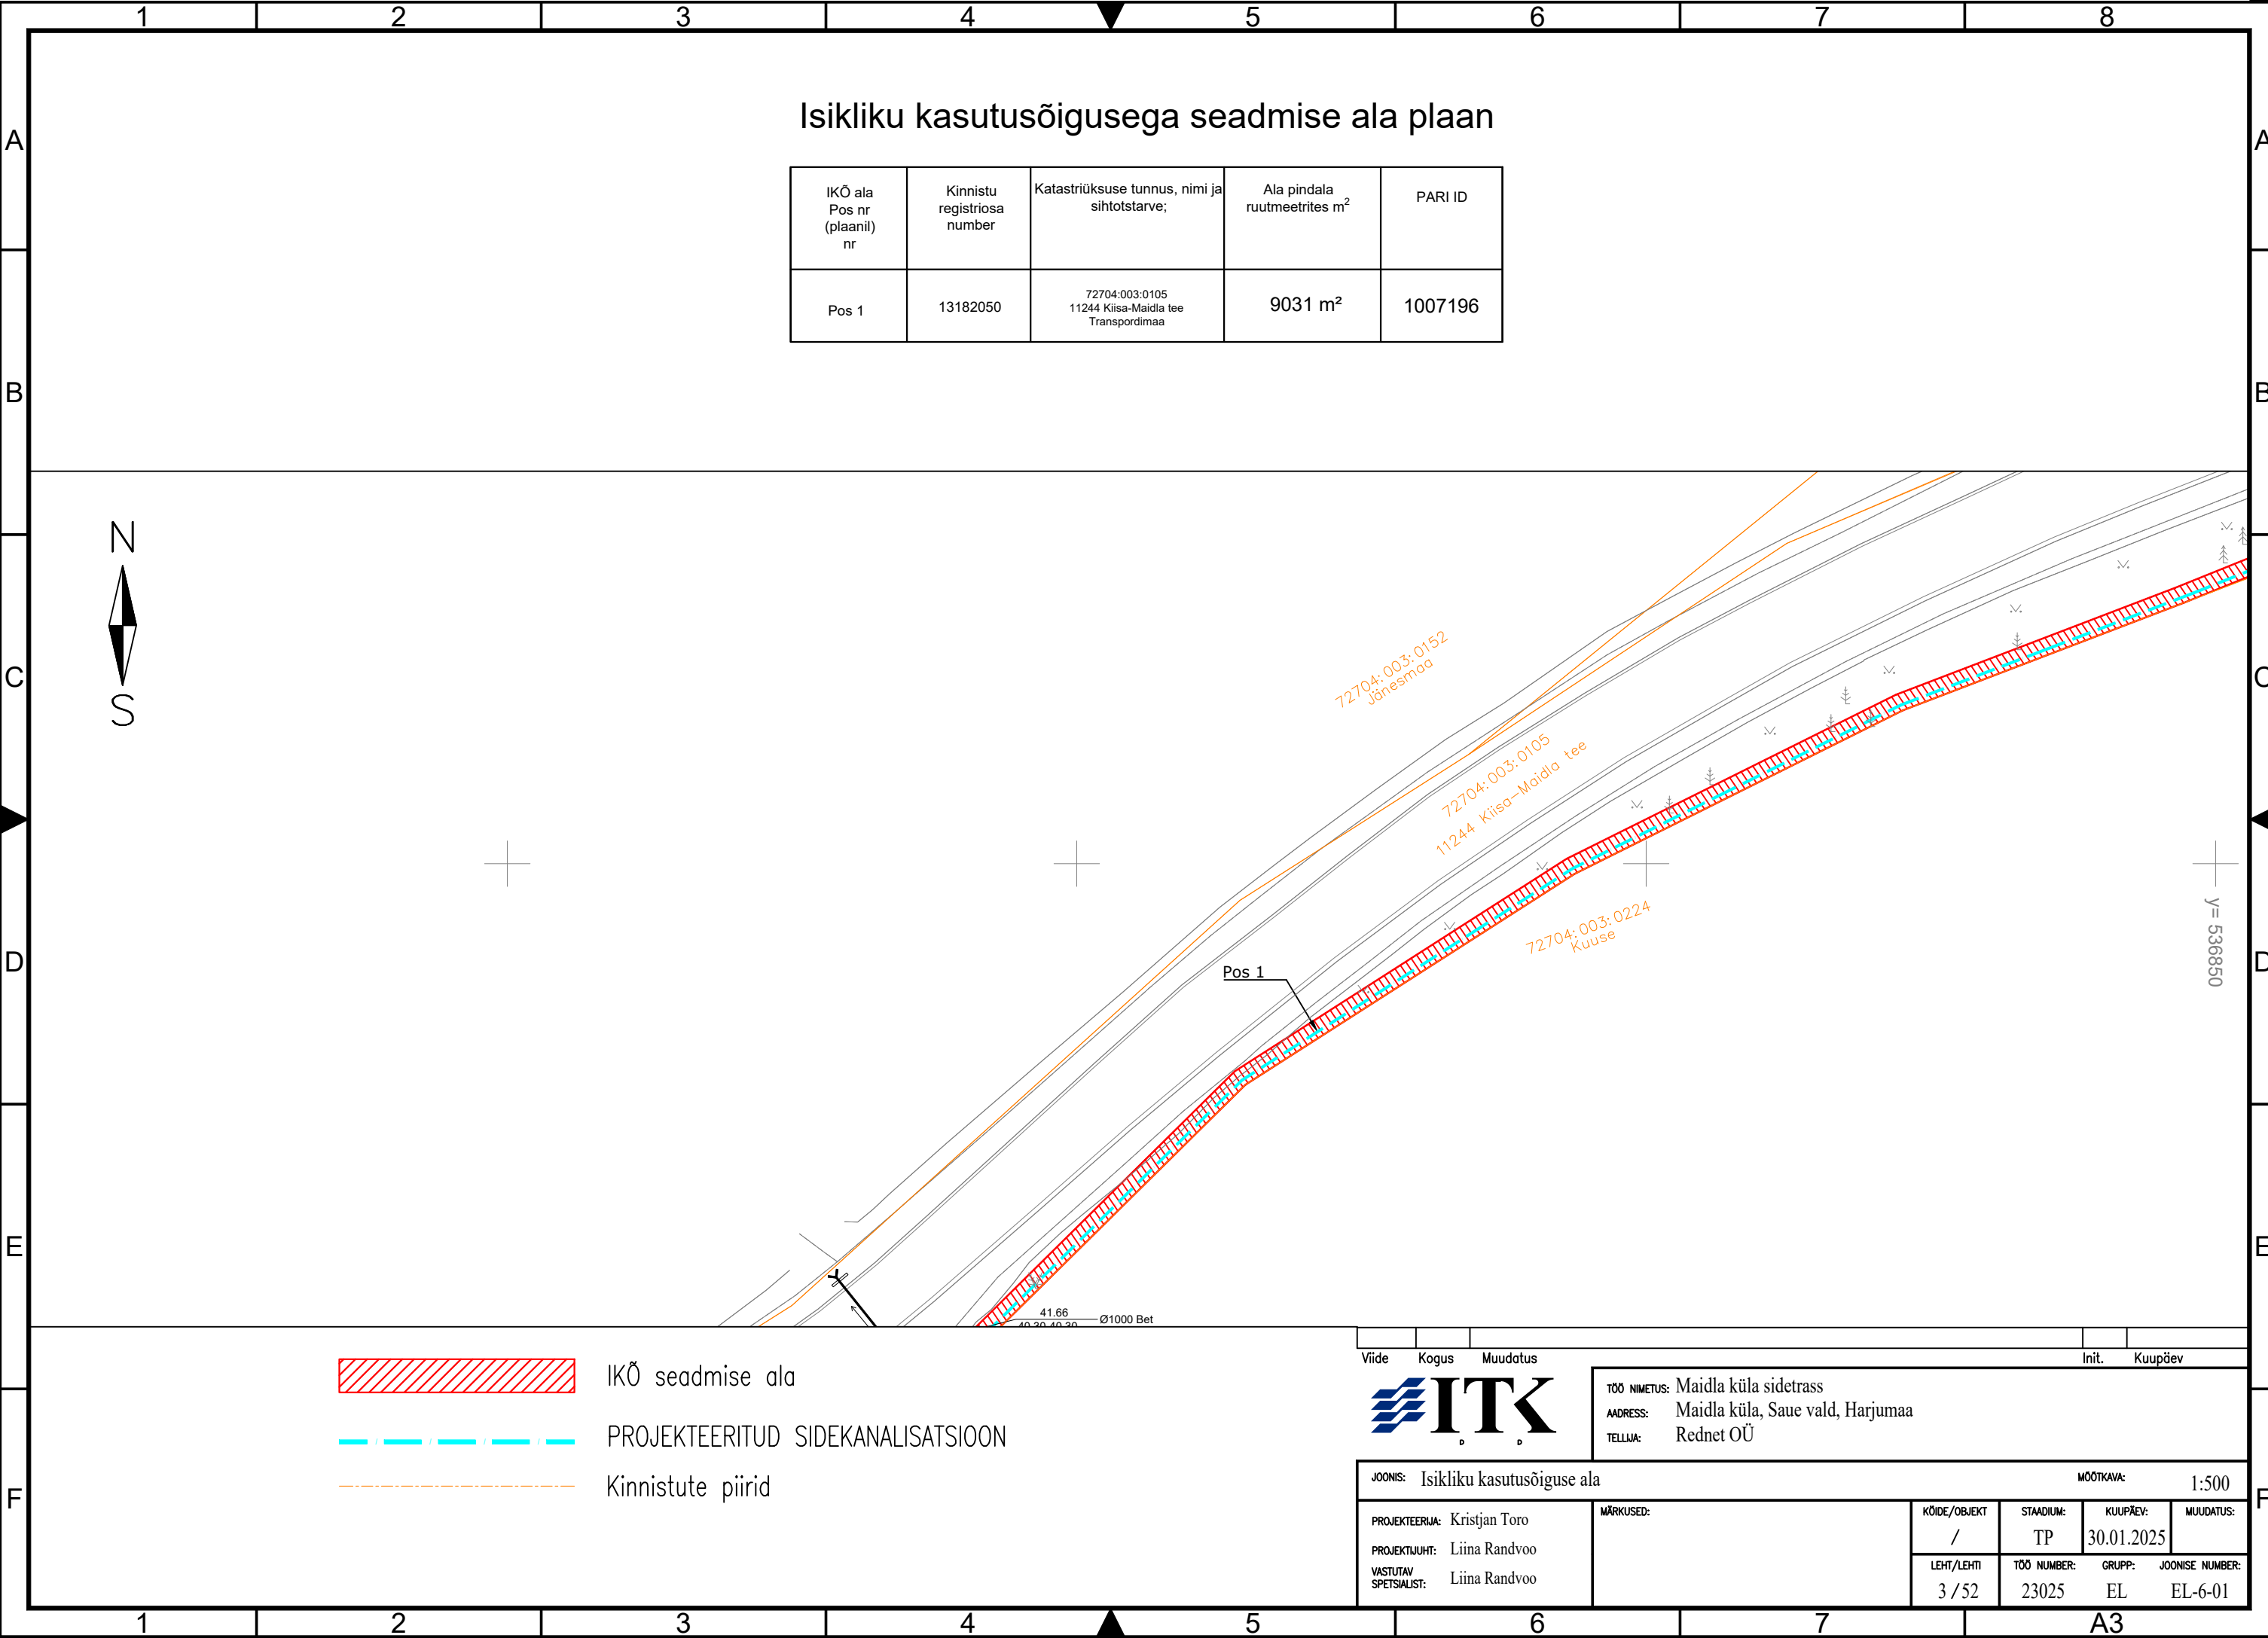 1 2 3 4 5 6 7 8
A A
B B
C C
D D
E E
F F
Isikliku kasutusõigusega seadmise ala plaan
IKÕ ala
Pos nr
(plaanil)
nr
Kinnistu
registriosa
number
Katastriüksuse tunnus, nimi ja
sihtotstarve;
Ala pindala
ruutmeetrites m²
PARI ID
Pos 1
13182050
72704:003:0105
11244 Kiisa-Maidla tee
Transpordimaa
9031 m²
1007196
N
S
72704:003:0152
Jänesmaa
72704:003:0105
11244 Kiisa-Maidla tee
72704:003:0224
Kuuse
y= 536850
Pos 1
41.66
40.30 40.30
Ø1000 Bet
IKÕ seadmise ala
PROJEKTEERITUD SIDEKANALISATSIOON
Kinnistute piirid
Viide Kogus Muudatus Init. Kuupäev
ITK
D D
TÖÖ NIMETUS: Maidla küla sidetrass
AADRESS: Maidla küla, Saue vald, Harjumaa
TELLIJA: Rednet OÜ
JOONIS: Isikliku kasutusõiguse ala
MÕÕTKAVA: 1:500
PROJEKTEERIJA: Kristjan Toro
PROJEKTIJUHT: Liina Randvoo
VASTUTAV
SPETSIALIST: Liina Randvoo
MÄRKUSED:
KÖIDE/OBJEKT
/
STAADIUM:
TP
KUUPÄEV:
30.01.2025
MUUDATUS:
LEHT/LEHTI
3 / 52
TÖÖ NUMBER:
23025
GRUPP:
EL
JOONISE NUMBER:
EL-6-01
1 2 3 4 5 6 7 A3